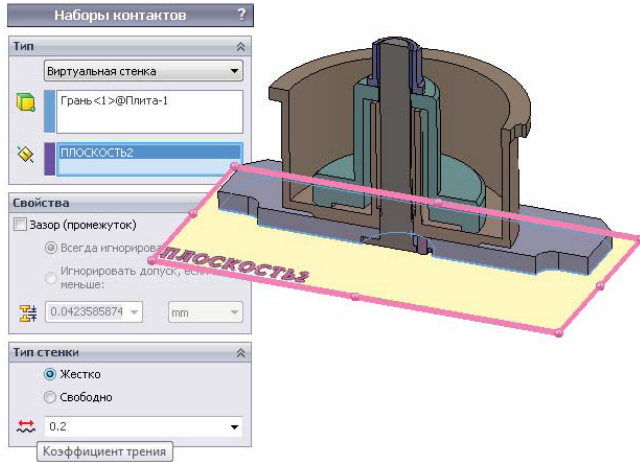 Наборы контактов ?
Тип
Виртуальная стенка
Грань<1>@Плита-1
ПЛОСКОСТЬ2
Свойства
Зазор (промежуток)
Всегда игнорирова
ПЛОСКОСТЬ2
Игнорировать допуск, если
меньше:
0.0423585874
mm
Тип стенки
Жестко
Свободно
0.2
Коэффициент трения